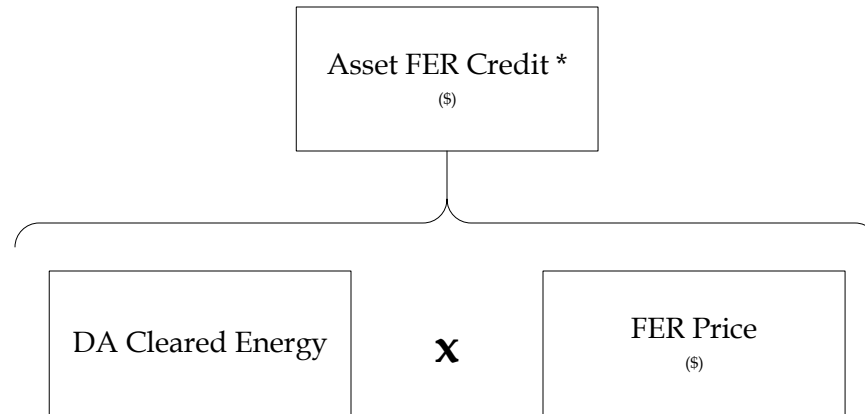 Asset FER Credit *
($)
DA Cleared Energy
x
FER Price
($)